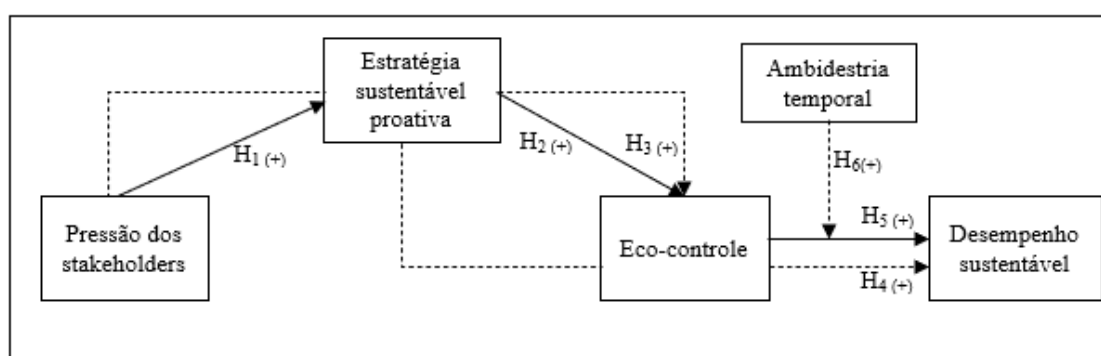 Estratégia
sustentável
proativa
Ambidestria
temporal
H1 (+)
H2 (+)
H3 (+)
H6(+)
Pressão dos
stakeholders
Eco-controle
H5 (+)
H4 (+)
Desempenho
sustentável